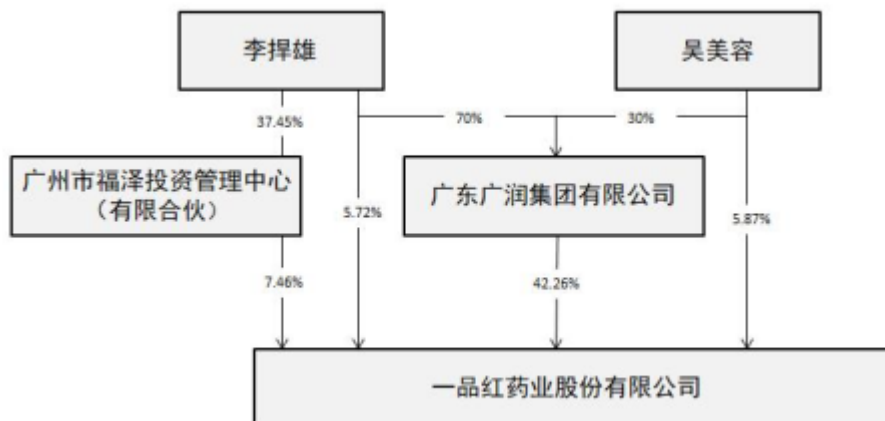 李捍雄
吴美容
37.45%
70%
30%
广州市福泽投资管理中心
（有限合伙）
广东广润集团有限公司
5.72%
5.87%
7.46%
42.26%
一品红药业股份有限公司